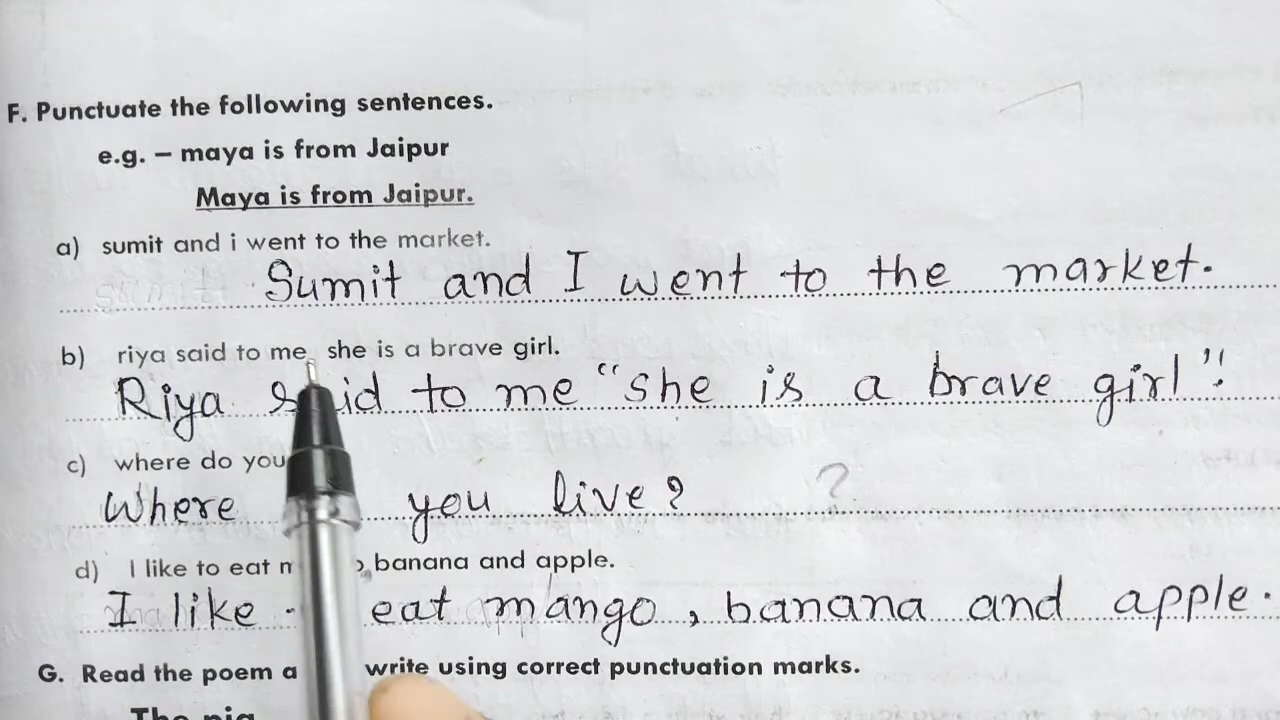 F. Punctuate the following sentences.
e.g. – maya is from Jaipur
Maya is from Jaipur.
a) sumit and i went to the market.
Sumit and I went to the market.
b) riya said to me, she is a brave girl.
Riya said to me "she is a brave girl".
c) where do you
Where you live? ?
d) I like to eat banana and apple.
I like eat mango, banana and apple.
G. Read the poem a write using correct punctuation marks.
The pig